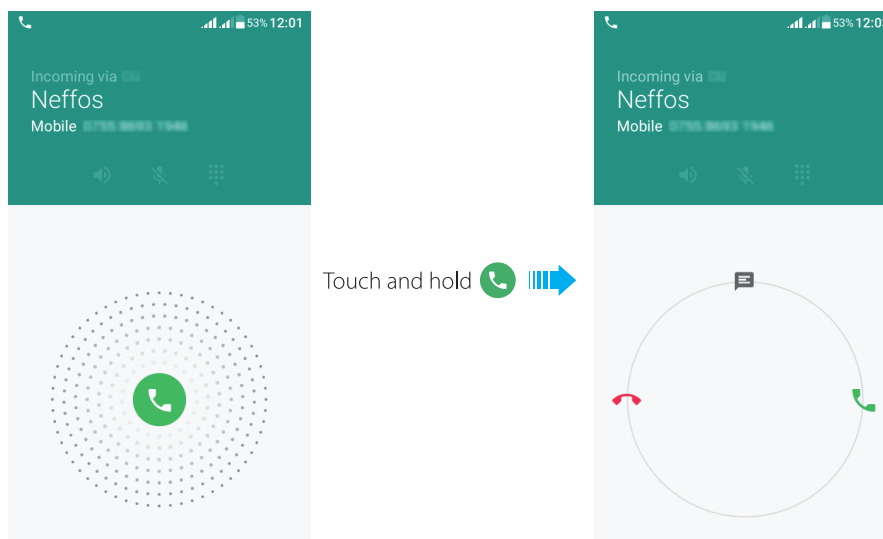 53% 12:01
Incoming via
Neffos
Mobile
Touch and hold
53% 12:0
Incoming via
Neffos
Mobile